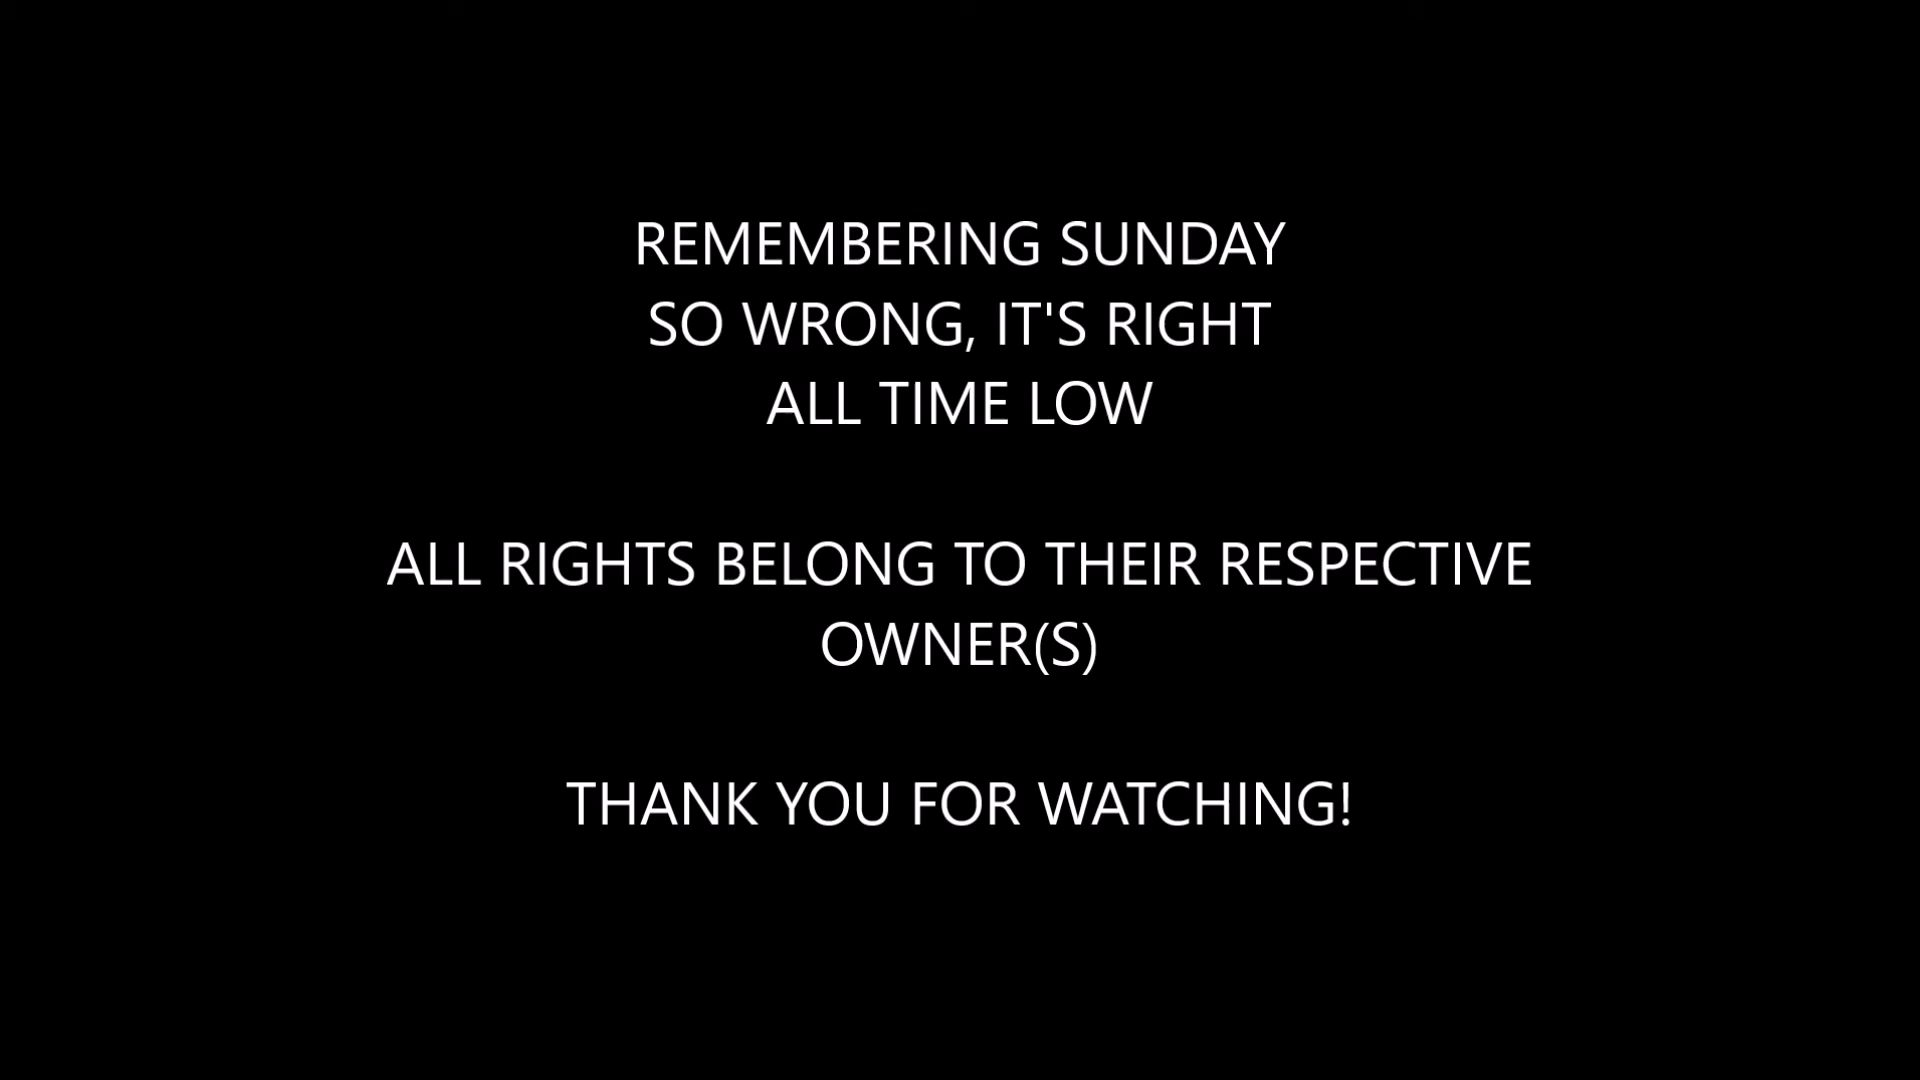 REMEMBERING SUNDAY
SO WRONG, IT'S RIGHT
ALL TIME LOW
ALL RIGHTS BELONG TO THEIR RESPECTIVE
OWNER(S)
THANK YOU FOR WATCHING!